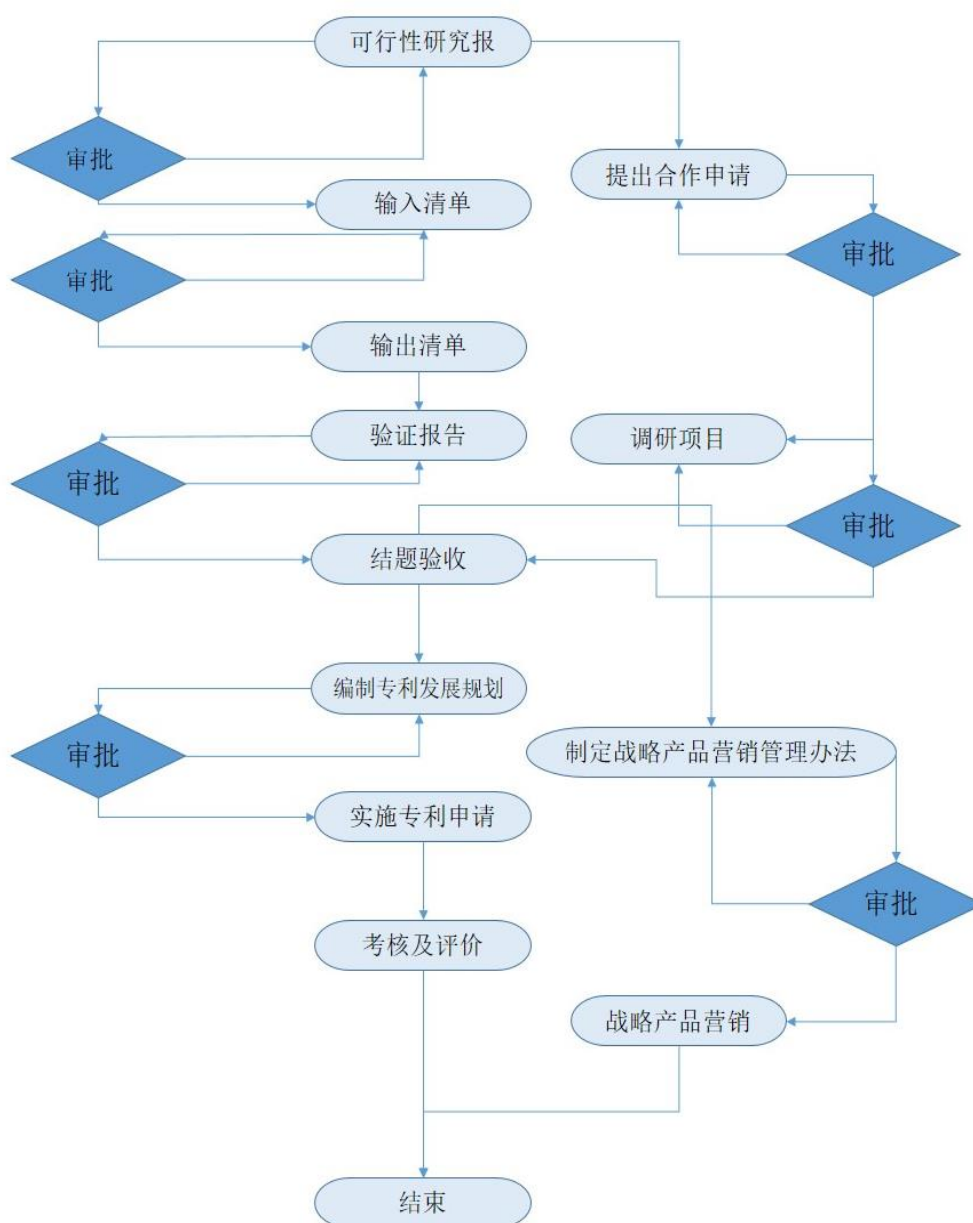 可行性研究报
审批
提出合作申请
输入清单
审批
审批
输出清单
验证报告
调研项目
审批
审批
结题验收
编制专利发展规划
审批
制定战略产品营销管理办法
实施专利申请
审批
考核及评价
战略产品营销
结束